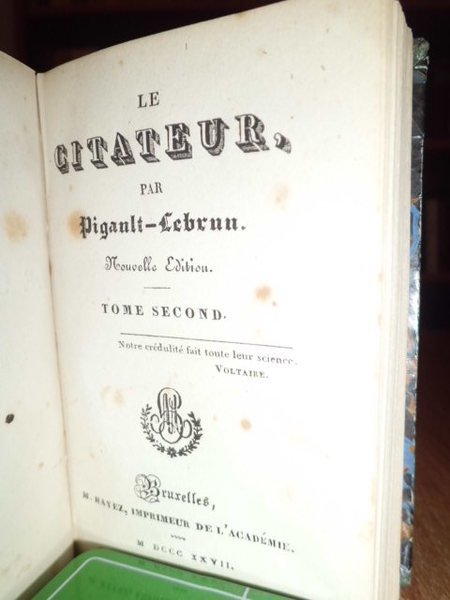 LE
CITATEUR,
PAR
Pigault-Lebrun.
Nouvelle Edition.
TOME SECOND.
Notre crédulité fait toute leur science.
VOLTAIRE.
Bruxelles,
M. HAYEZ, IMPRIMEUR DE L'ACADÉMIE.
M DCCC XXVII.